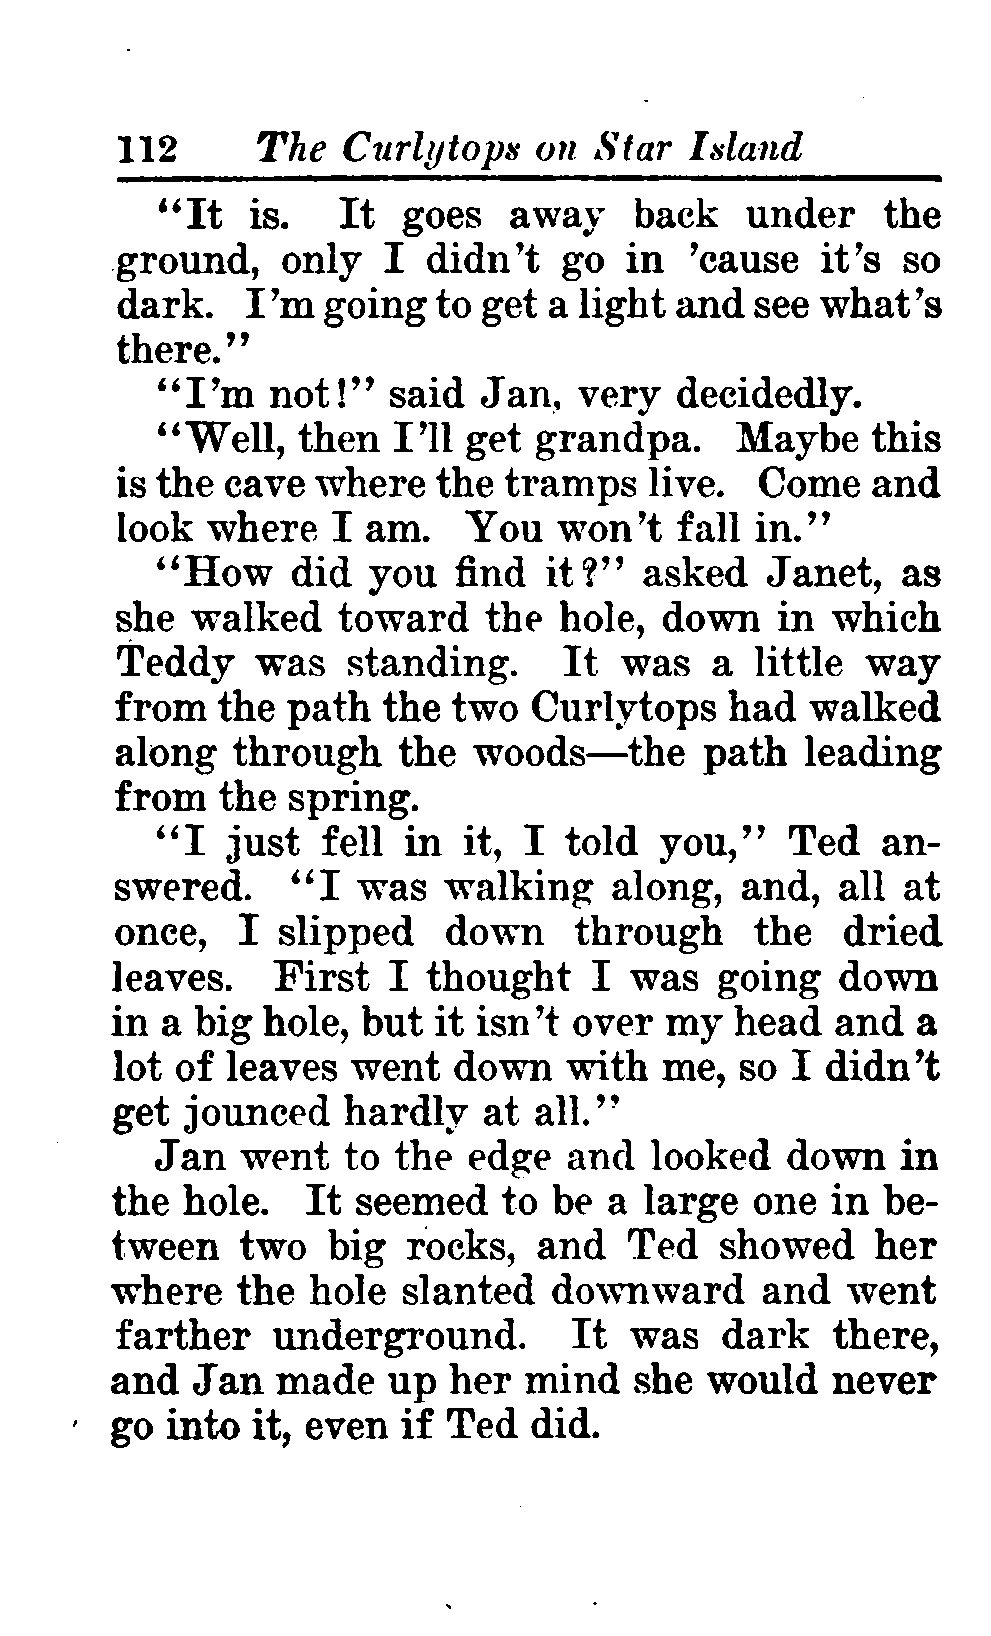 112 The Curlytops on Star Island
“It is. It goes away back under the
ground, only I didn’t go in ’cause it’s so
dark. I’m going to get a light and see what’s
there.”
“I’m not!” said Jan, very decidedly.
“Well, then I’ll get grandpa. Maybe this
is the cave where the tramps live. Come and
look where I am. You won’t fall in.”
“How did you find it?” asked Janet, as
she walked toward the hole, down in which
Teddy was standing. It was a little way
from the path the two Curlytops had walked
along through the woods—the path leading
from the spring.
“I just fell in it, I told you,” Ted an-
swered. “I was walking along, and, all at
once, I slipped down through the dried
leaves. First I thought I was going down
in a big hole, but it isn’t over my head and a
lot of leaves went down with me, so I didn’t
get jounced hardly at all.”
Jan went to the edge and looked down in
the hole. It seemed to be a large one in be-
tween two big rocks, and Ted showed her
where the hole slanted downward and went
farther underground. It was dark there,
and Jan made up her mind she would never
go into it, even if Ted did.